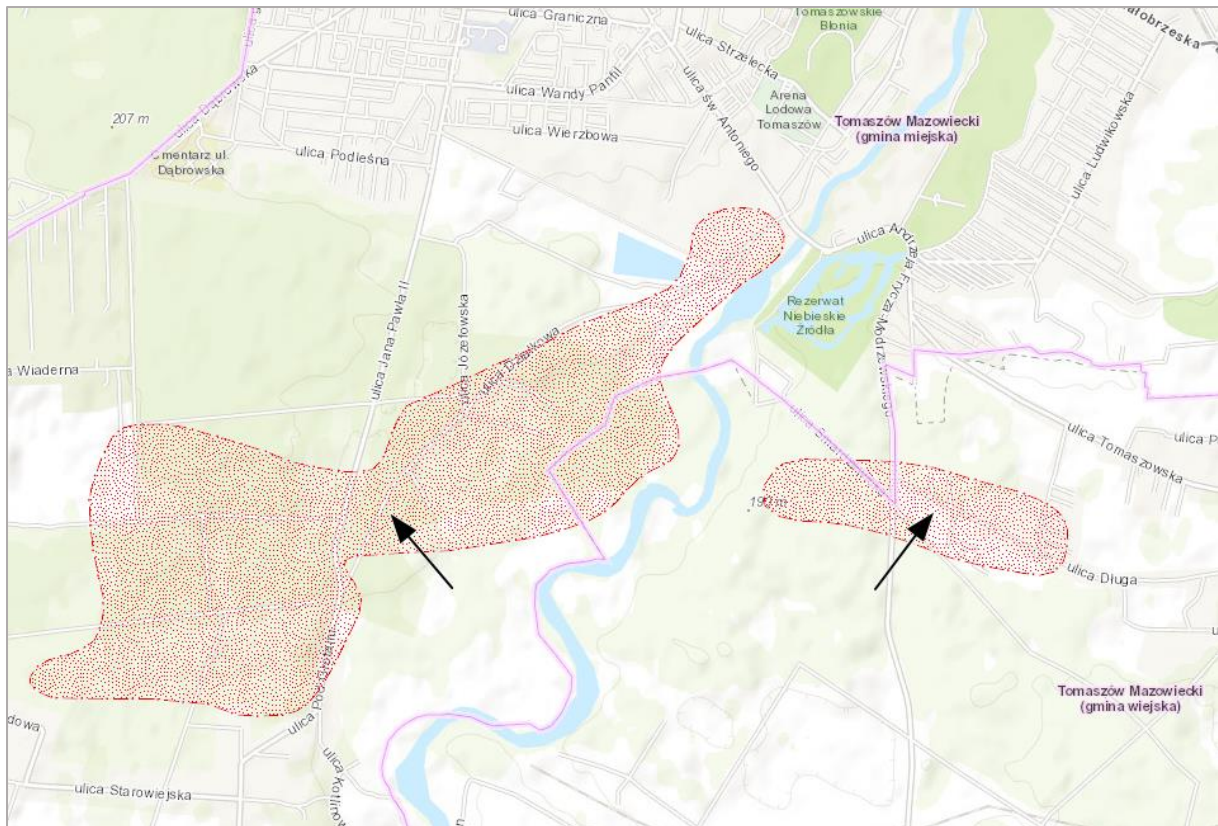 ulica Graniczna
Tomaszowskie
Błonia
ulica Strzelecka
ulica Dąbrowska
207 m
ulica Wandy Panfil
Arena
Lodowa
Tomaszów
ulica św. Antoniego
Tomaszów Mazowiecki
(gmina miejska)
ulica Ludwikowska
ulica Wierzbowa
ulica Podleśna
mentarz ul.
Dąbrowska
ulica Andrzeja Frycza-Modrzewskiego
Rezerwat
Niebieskie
Źródła
ulica Jana Pawła II
ulica Józefowska
a Wiaderna
ulica Tomaszowska
ulica P
ulica Długa
Tomaszów Mazowiecki
(gmina wiejska)
dowa
ulica Starowiejska